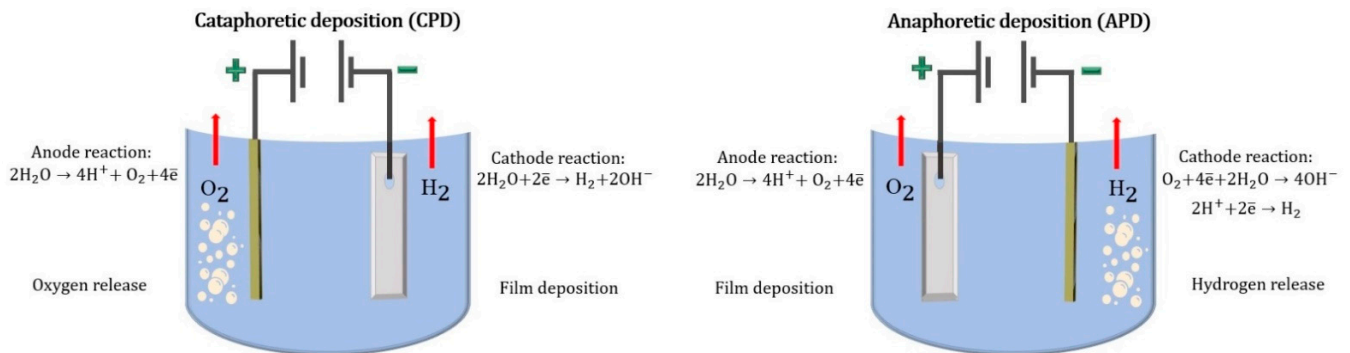 Cataphoretic deposition (CPD)
+
−
Anode reaction:
2H₂O → 4H⁺ + O₂+4ē
O₂
H₂
Cathode reaction:
2H₂O+2ē → H₂+2OH⁻
Oxygen release
Film deposition
Anaphoretic deposition (APD)
+
−
Anode reaction:
2H₂O → 4H⁺ + O₂+4ē
O₂
H₂
Cathode reaction:
O₂+4ē+2H₂O → 4OH⁻
2H⁺+2ē → H₂
Film deposition
Hydrogen release